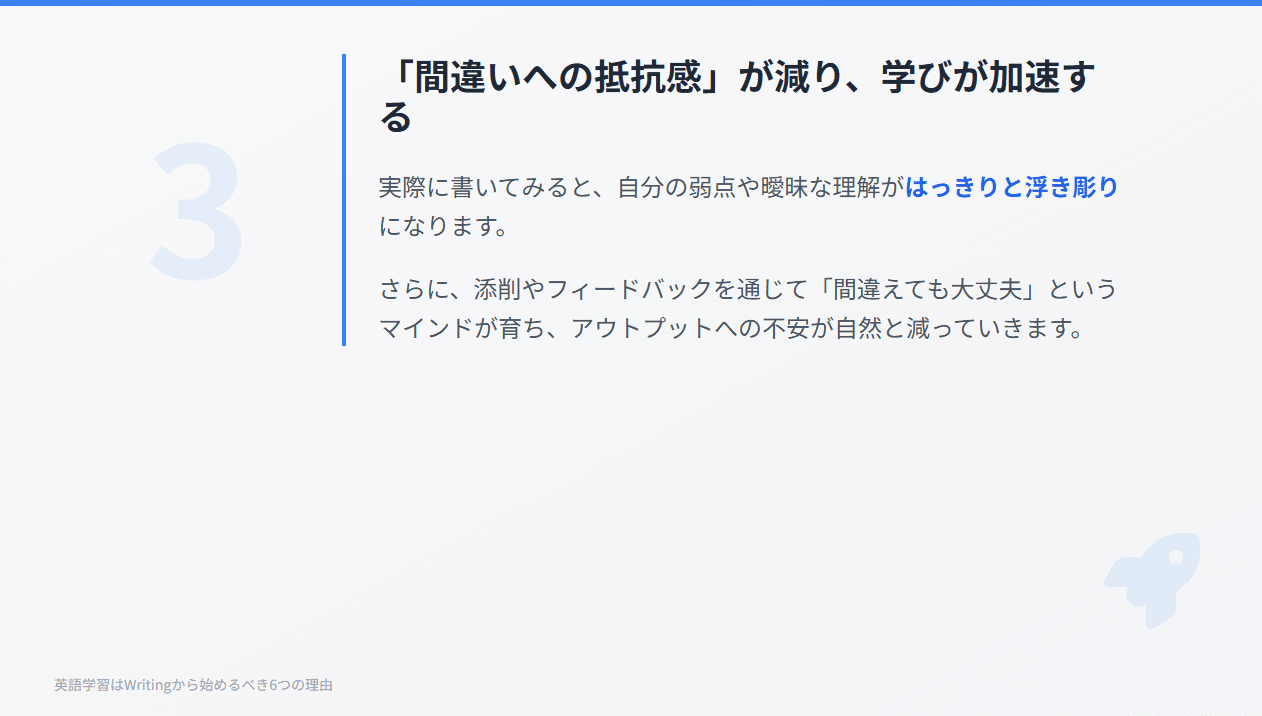 3
「間違いへの抵抗感」が減り、学びが加速す
る
実際に書いてみると、自分の弱点や曖昧な理解がはっきりと浮き彫り
になります。
さらに、添削やフィードバックを通じて「間違えても大丈夫」という
マインドが育ち、アウトプットへの不安が自然と減っていきます。
英語学習はWritingから始めるべき6つの理由